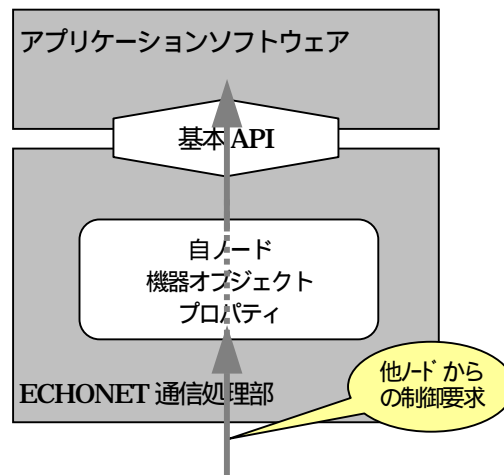 アプリケーションソフトウェア
基本 API
自ノード
機器オブジェクト
プロパティ
他ノードから
の制御要求
ECHONET 通信処理部